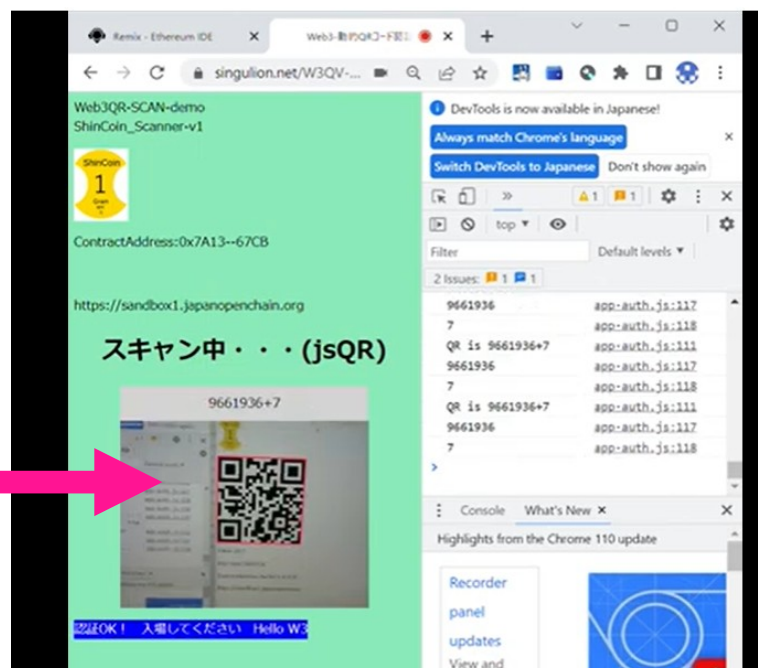 Remix - Ethereum IDE
Web3-動的QRコード認
singulion.net/W3QV-...
Web3QR-SCAN-demo
ShinCoin_Scanner-v1
ShinCoin
1
ContractAddress:0x7A13--67CB
https://sandbox1.japanopenchain.org
スキャン中・・・(jsQR)
9661936+7
認証OK！ 入場してください Hello W3
DevTools is now available in Japanese!
Always match Chrome's language
Switch DevTools to Japanese Don't show again
1 1
top
Filter Default levels
2 Issues: 1 1
9661936 app-auth.js:117
7 app-auth.js:118
QR is 9661936+7 app-auth.js:111
9661936 app-auth.js:117
7 app-auth.js:118
QR is 9661936+7 app-auth.js:111
9661936 app-auth.js:117
7 app-auth.js:118
Console What's New
Highlights from the Chrome 110 update
Recorder
panel
updates
View and